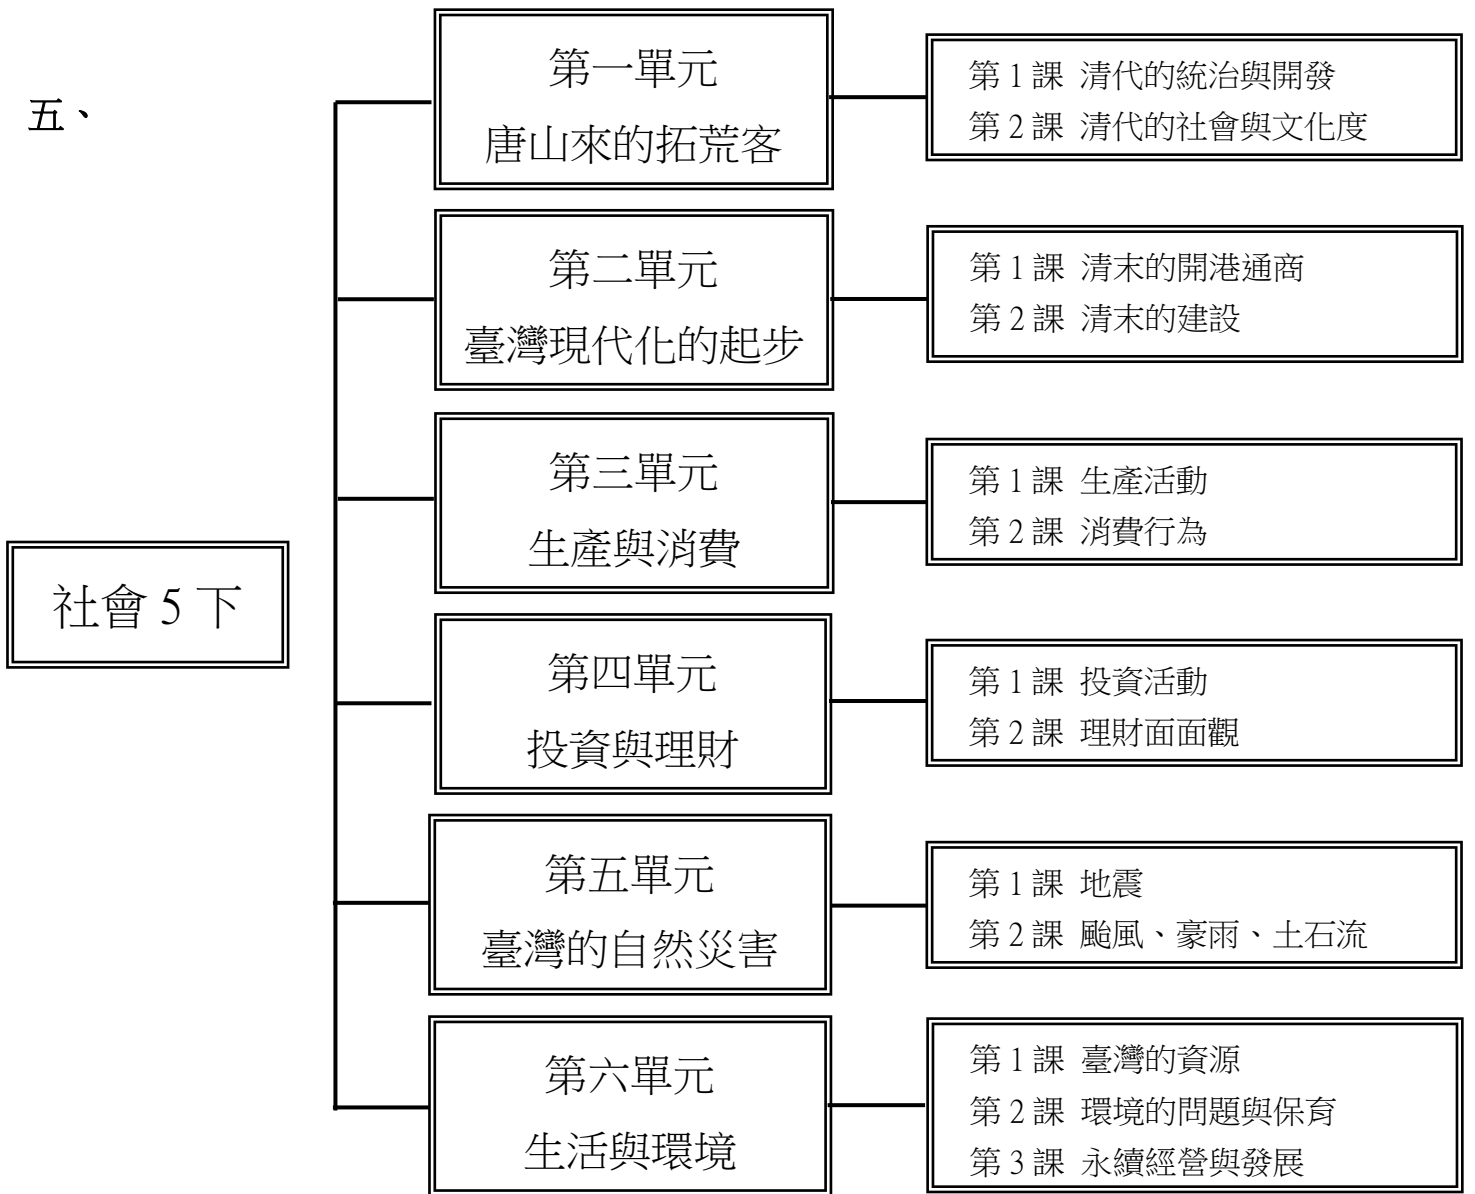 五、
社會5下
第一單元
唐山來的拓荒客
第1課 清代的統治與開發
第2課 清代的社會與文化度
第二單元
臺灣現代化的起步
第1課 清末的開港通商
第2課 清末的建設
第三單元
生產與消費
第1課 生產活動
第2課 消費行為
第四單元
投資與理財
第1課 投資活動
第2課 理財面面觀
第五單元
臺灣的自然災害
第1課 地震
第2課 颱風、豪雨、土石流
第六單元
生活與環境
第1課 臺灣的資源
第2課 環境的問題與保育
第3課 永續經營與發展